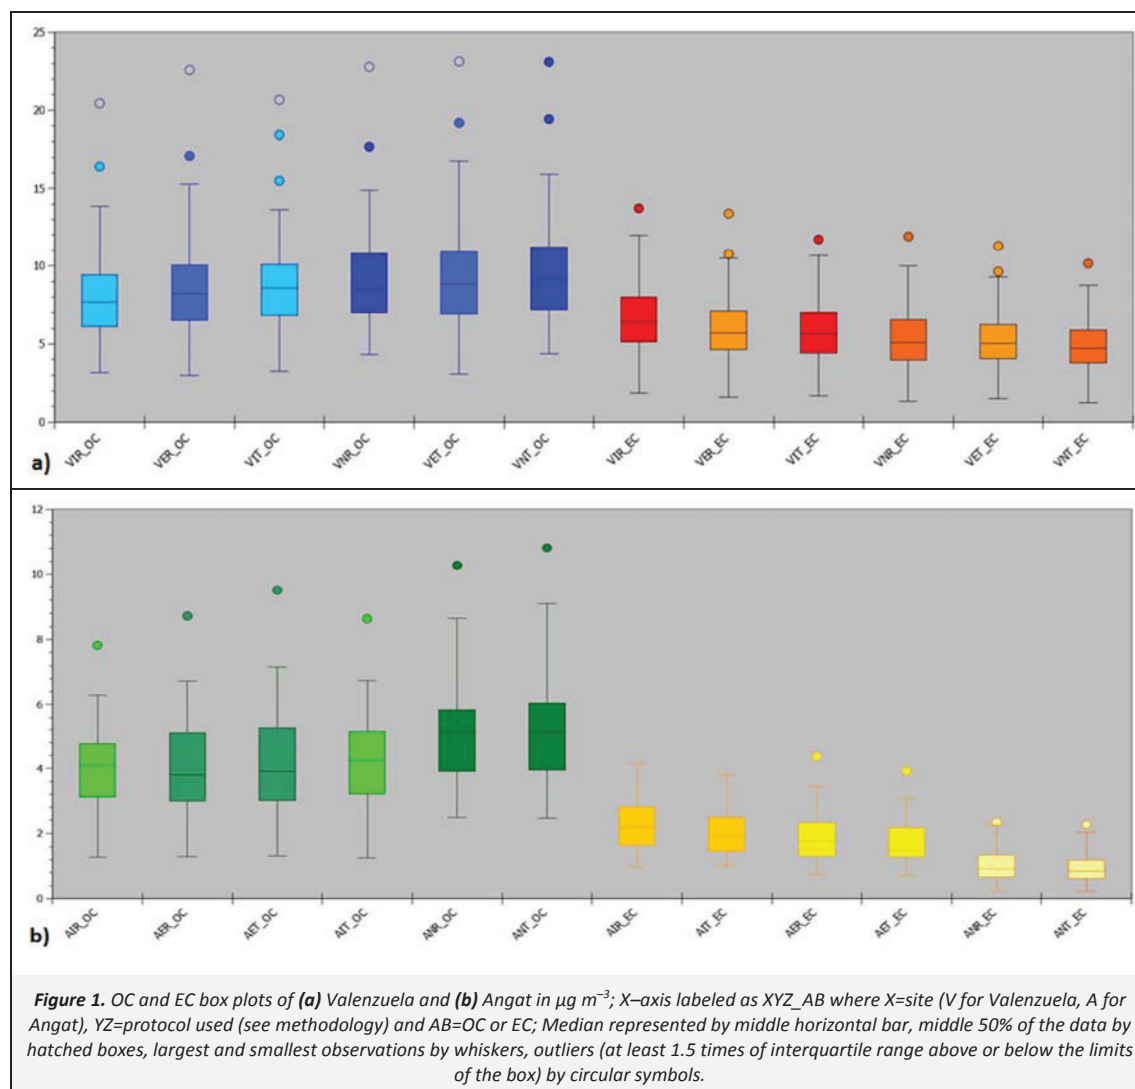 25
20
15
10
5
0
VIR_OC VER_OC VIT_OC VNR_OC VET_OC VNT_OC VIR_EC VER_EC VIT_EC VNR_EC VET_EC VNT_EC
a)
12
10
8
6
4
2
0
AIR_OC AER_OC AET_OC AIT_OC ANR_OC ANT_OC AIR_EC AIT_EC AER_EC AET_EC ANR_EC ANT_EC
b)
Figure 1. OC and EC box plots of (a) Valenzuela and (b) Angat in µg m⁻³; X–axis labeled as XYZ_AB where X=site (V for Valenzuela, A for
Angat), YZ=protocol used (see methodology) and AB=OC or EC; Median represented by middle horizontal bar, middle 50% of the data by
hatched boxes, largest and smallest observations by whiskers, outliers (at least 1.5 times of interquartile range above or below the limits
of the box) by circular symbols.